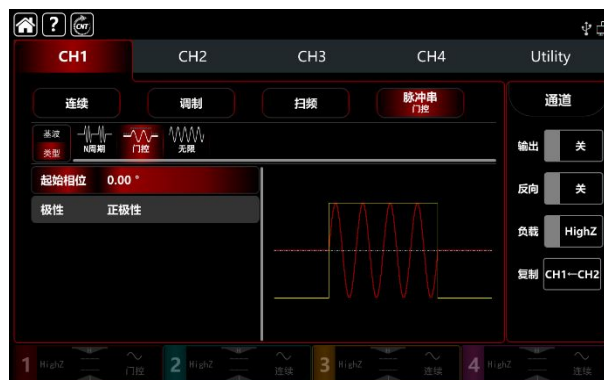 ? CNT
CH1 CH2 CH3 CH4 Utility
连续 调制 扫频 脉冲串 通道
门控
基波
类型 N周期 门控 无限
输出 关
起始相位 0.00 °
反向 关
极性 正极性
负载 HighZ
复制 CH1←CH2
1 HighZ 门控 2 HighZ 连续 3 HighZ 连续 4 HighZ 连续